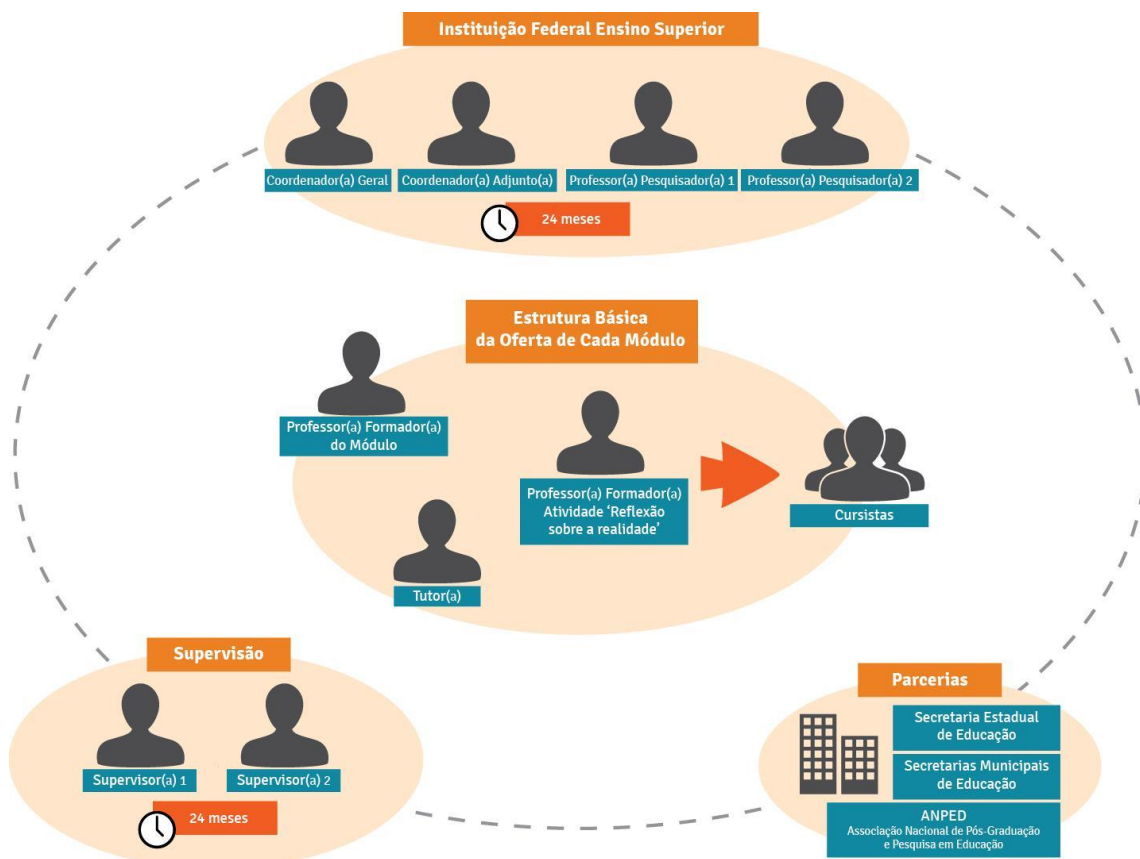 Instituição Federal Ensino Superior
Coordenador(a) Geral
Coordenador(a) Adjunto(a)
Professor(a) Pesquisador(a) 1
Professor(a) Pesquisador(a) 2
24 meses
Estrutura Básica
da Oferta de Cada Módulo
Professor(a) Formador(a)
do Módulo
Professor(a) Formador(a)
Atividade ‘Reflexão
sobre a realidade’
Cursistas
Tutor(a)
Supervisão
Supervisor(a) 1
Supervisor(a) 2
24 meses
Parcerias
Secretaria Estadual
de Educação
Secretarias Municipais
de Educação
ANPED
Associação Nacional de Pós-Graduação
e Pesquisa em Educação